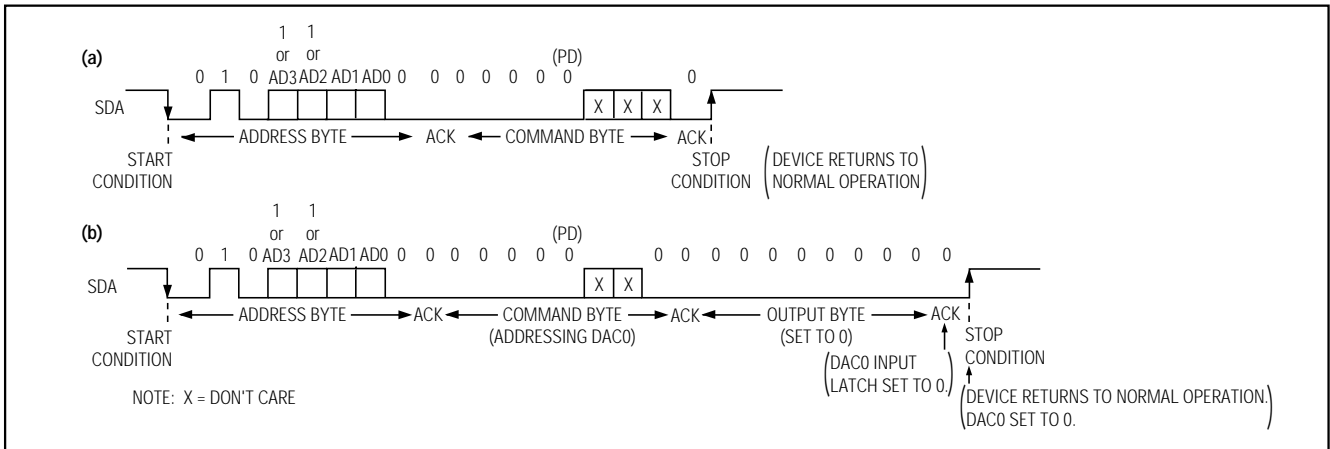 (a)
1 1
or or
(PD)
0 1 0 AD3 AD2 AD1 AD0 0 0 0 0 0 0 0 0
SDA
X X X
ADDRESS BYTE ACK COMMAND BYTE ACK
START CONDITION
STOP CONDITION
(DEVICE RETURNS TO NORMAL OPERATION)
(b)
1 1
or or
(PD)
0 1 0 AD3 AD2 AD1 AD0 0 0 0 0 0 0 0 0 0 0 0 0 0 0 0 0 0 0
SDA
X X
ADDRESS BYTE ACK COMMAND BYTE ACK OUTPUT BYTE ACK
(ADDRESSING DAC0) (SET TO 0)
START CONDITION
STOP CONDITION
(DAC0 INPUT LATCH SET TO 0.)
NOTE: X = DON'T CARE
(DEVICE RETURNS TO NORMAL OPERATION. DAC0 SET TO 0.)